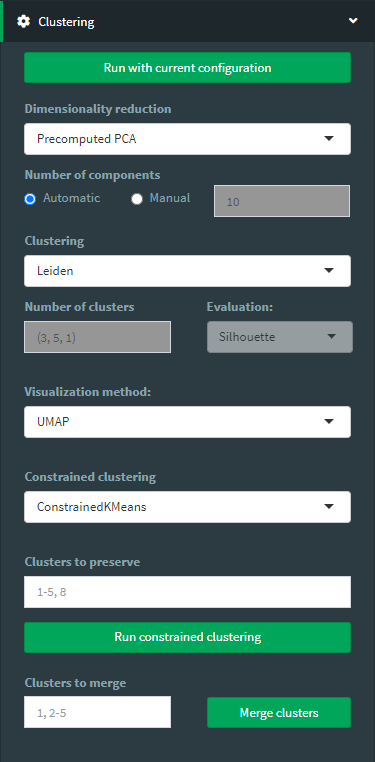 Clustering
Run with current configuration
Dimensionality reduction
Precomputed PCA
Number of components
Automatic Manual 10
Clustering
Leiden
Number of clusters Evaluation:
(3, 5, 1) Silhouette
Visualization method:
UMAP
Constrained clustering
ConstrainedKMeans
Clusters to preserve
1-5, 8
Run constrained clustering
Clusters to merge
1, 2-5 Merge clusters